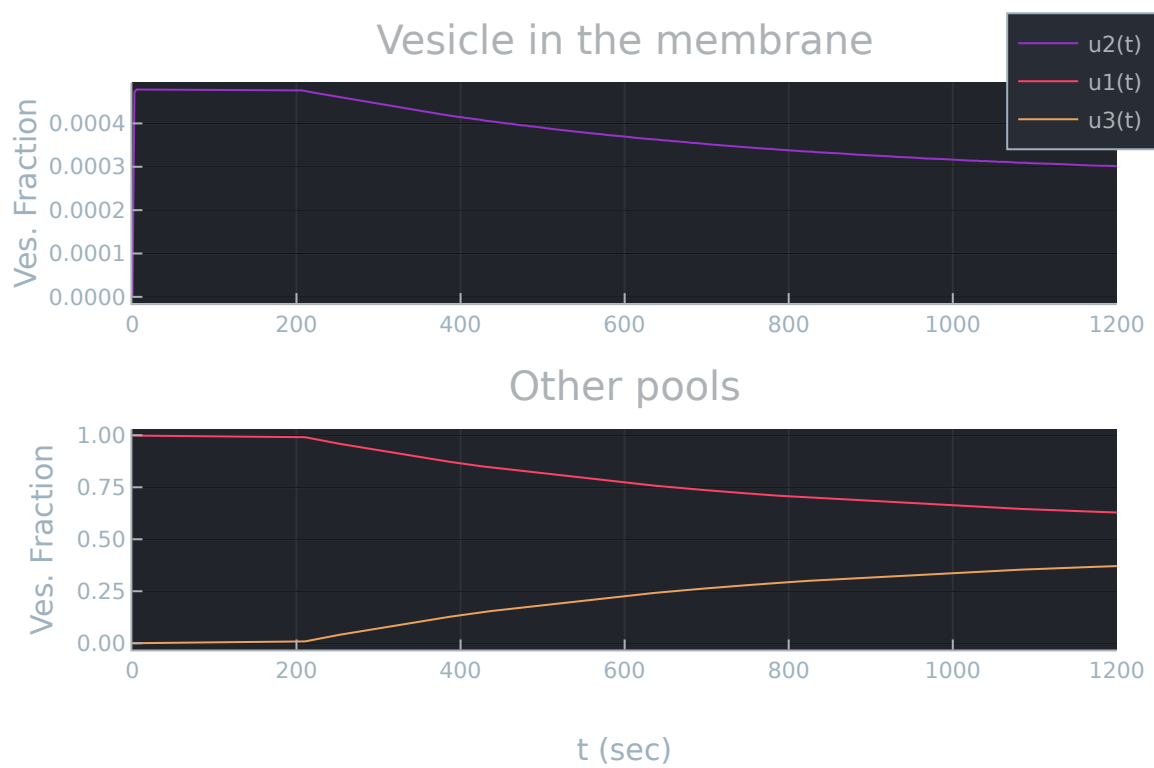 Vesicle in the membrane
u2(t)
u1(t)
u3(t)
Ves. Fraction
0.0004
0.0003
0.0002
0.0001
0.0000
0 200 400 600 800 1000 1200
Other pools
Ves. Fraction
1.00
0.75
0.50
0.25
0.00
0 200 400 600 800 1000 1200
t (sec)